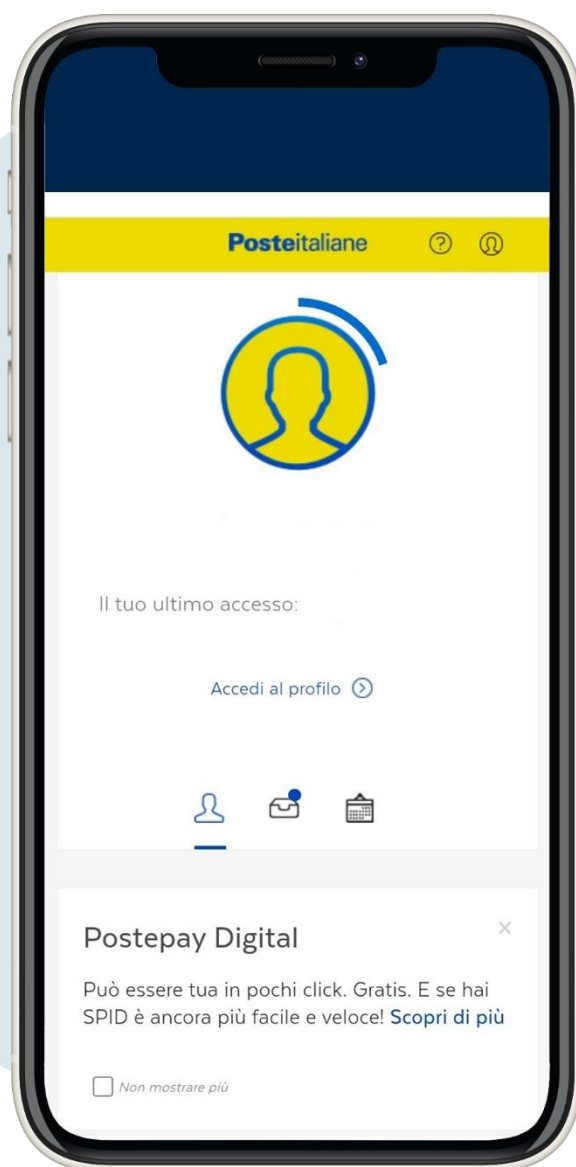 Posteitaliane
Il tuo ultimo accesso:
Accedi al profilo
Postepay Digital
Può essere tua in pochi click. Gratis. E se hai
SPID è ancora più facile e veloce! Scopri di più
Non mostrare più